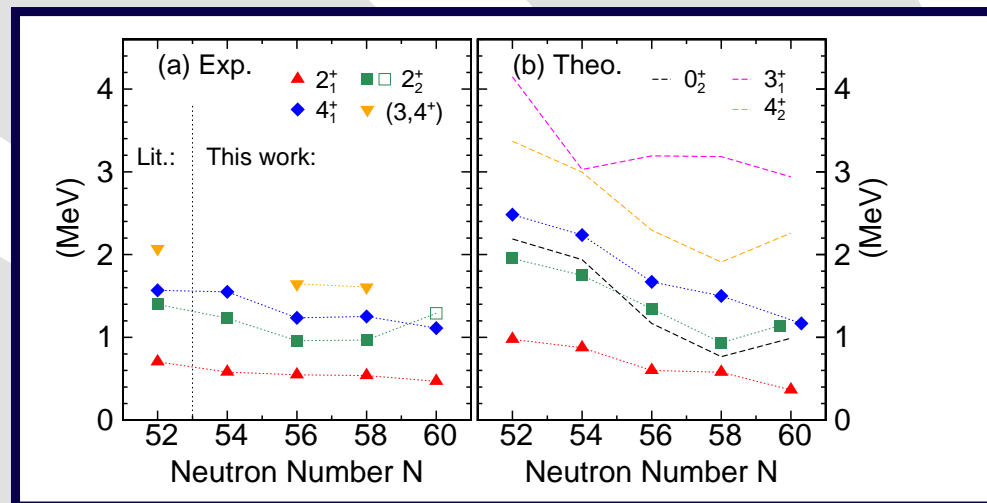 (a) Exp.
2₁⁺
2₂⁺
4₁⁺
(3,4⁺)
Lit.:
This work:
(MeV)
4
3
2
1
0
52 54 56 58 60
Neutron Number N
(b) Theo.
0₂⁺
3₁⁺
4₂⁺
4
3
2
1
0
(MeV)
52 54 56 58 60
Neutron Number N